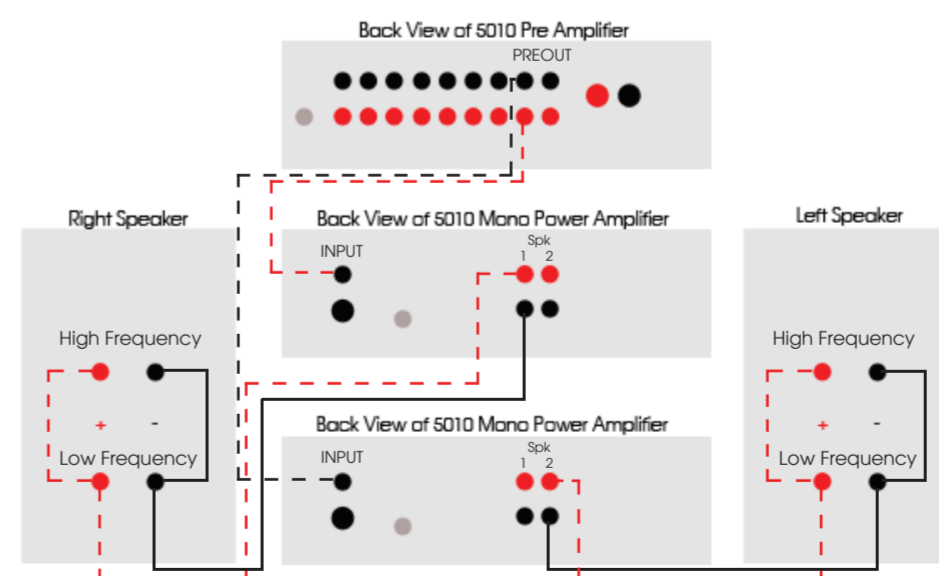 Back View of 5010 Pre Amplifier
PREOUT
Right Speaker
Back View of 5010 Mono Power Amplifier
Left Speaker
INPUT
Spk
1 2
High Frequency
High Frequency
+ -
+ -
Back View of 5010 Mono Power Amplifier
Low Frequency
INPUT
Spk
1 2
Low Frequency